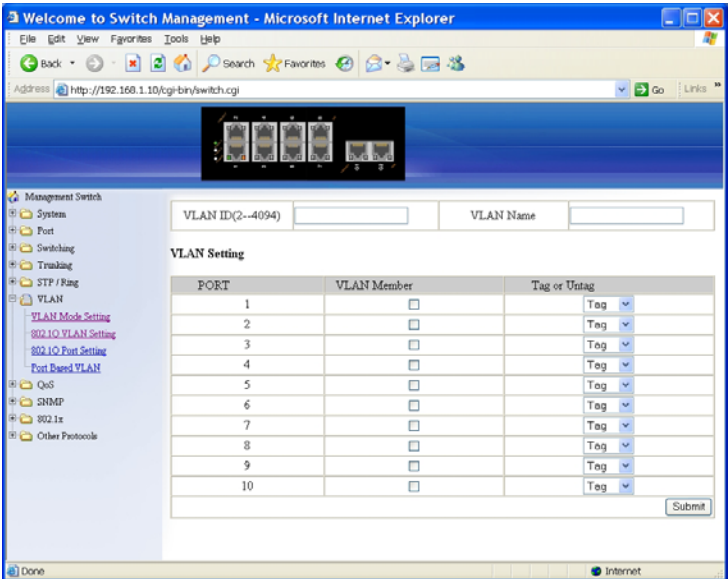 Welcome to Switch Management - Microsoft Internet Explorer
File Edit View Favorites Tools Help
Back Search Favorites
Address http://192.168.1.10/cgi-bin/switch.cgi Go Links »
Management Switch
System
Port
Switching
Trunking
STP / Ring
VLAN
VLAN Mode Setting
802.1Q VLAN Setting
802.1Q Port Setting
Port Based VLAN
QoS
SNMP
802.1x
Other Protocols
VLAN ID(2--4094) VLAN Name
VLAN Setting
PORT VLAN Member Tag or Untag
1 Tag
2 Tag
3 Tag
4 Tag
5 Tag
6 Tag
7 Tag
8 Tag
9 Tag
10 Tag
Submit
Done Internet